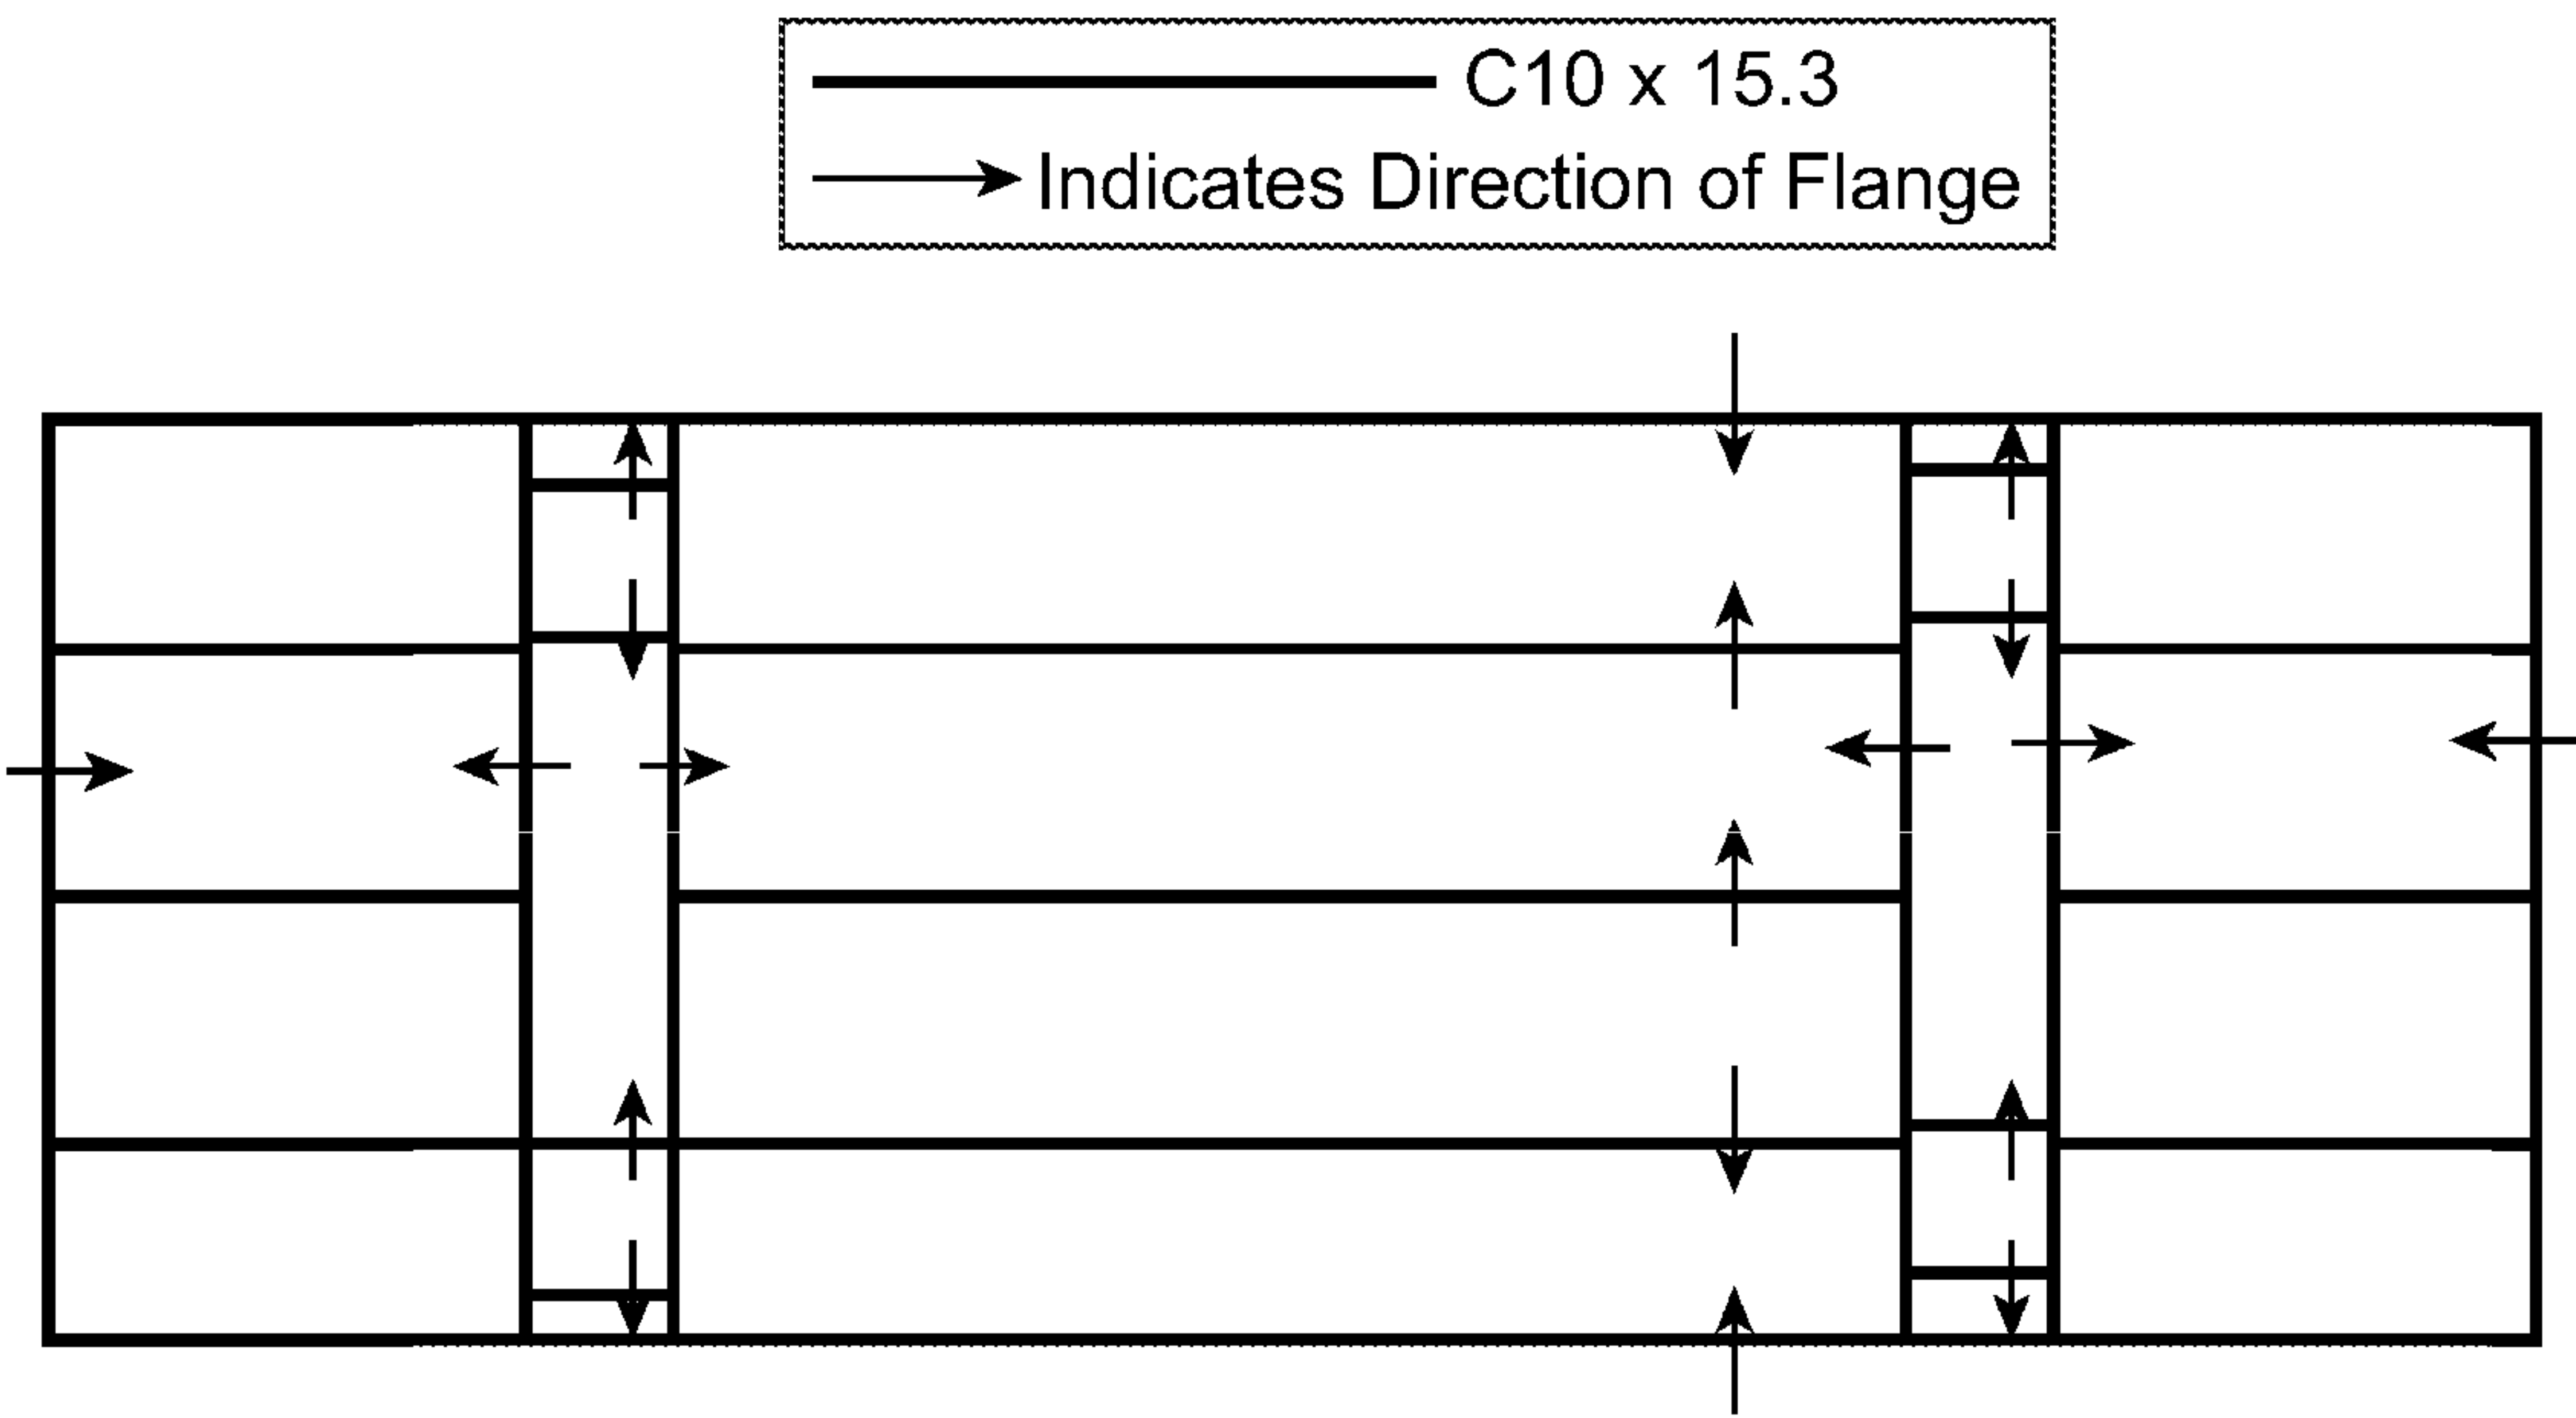 C10 x 15.3
Indicates Direction of Flange